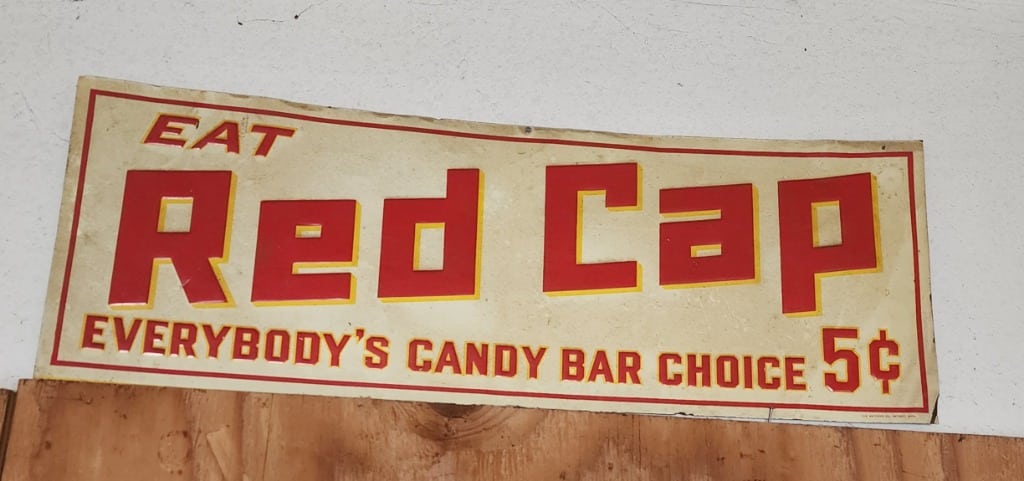 EAT
Red Cap
EVERYBODY'S CANDY BAR CHOICE 5¢